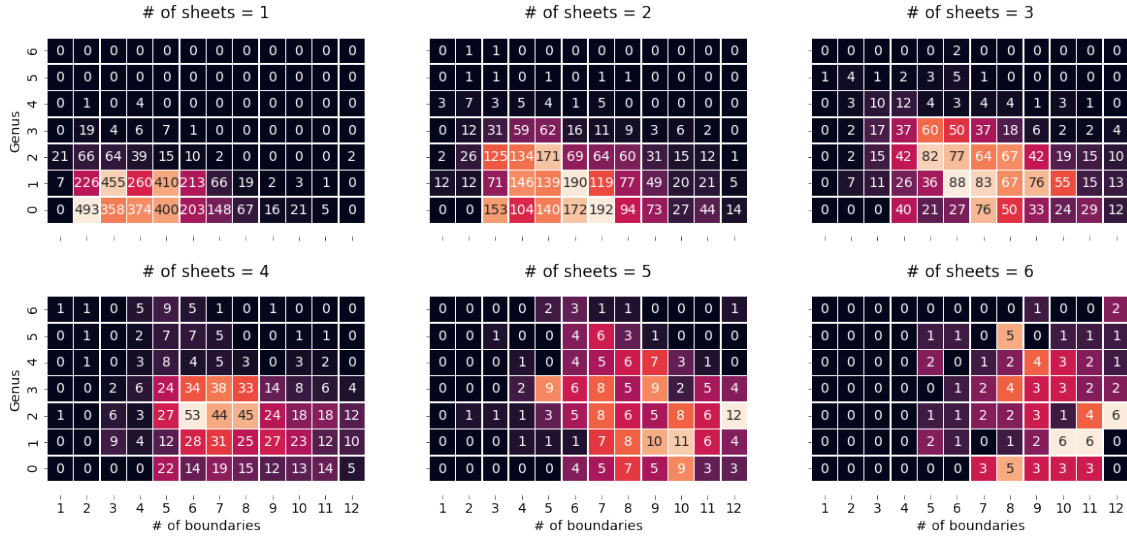 # of sheets = 1
# of sheets = 2
# of sheets = 3
Genus
6 0 0 0 0 0 0 0 0 0 0 0 0
0 1 1 0 0 0 0 0 0 0 0 0
0 0 0 0 0 2 0 0 0 0 0 0
5 0 0 0 0 0 0 0 0 0 0 0 0
0 0 1 0 1 0 1 1 0 0 0 0
1 4 1 2 3 5 1 0 0 0 0 0
4 0 1 0 4 0 0 0 0 0 0 0 0
3 7 3 5 4 1 5 0 0 0 0 0
0 3 10 12 4 3 4 4 1 3 1 0
3 0 19 4 6 7 1 0 0 0 0 0 0
0 12 31 59 62 16 11 9 3 6 2 0
0 2 17 37 60 50 37 18 6 2 2 4
2 21 66 64 39 15 10 2 0 0 0 0 2
2 26 125 134 171 69 64 60 31 15 12 1
0 2 15 42 82 77 64 67 42 19 15 10
1 7 226 455 260 410 213 66 19 2 3 1 0
12 12 71 146 139 190 119 77 49 20 21 5
0 7 11 26 36 88 83 67 76 55 15 13
0 0 493 358 374 400 203 148 67 16 21 5 0
0 0 153 104 140 172 192 94 73 27 44 14
0 0 0 40 21 27 76 50 33 24 29 12
# of sheets = 4
# of sheets = 5
# of sheets = 6
Genus
6 1 1 0 5 9 5 1 0 1 0 0 0
0 0 0 0 2 3 1 1 0 0 0 1
0 0 0 0 0 0 0 0 1 0 0 2
5 0 1 0 2 7 7 5 0 0 0 0 0
0 0 1 0 0 4 6 3 1 0 0 0
0 0 0 0 1 1 0 5 0 1 1 1
4 0 1 0 3 8 4 5 3 0 3 2 0
0 0 0 1 0 4 5 6 7 3 1 0
0 0 0 0 2 0 1 2 4 3 2 2
3 0 0 2 6 24 34 38 33 14 8 6 4
0 0 0 2 9 6 8 5 9 2 5 4
0 0 0 0 0 1 2 4 3 3 2 2
2 1 0 6 3 27 53 44 45 24 18 18 12
0 1 1 1 3 5 8 6 5 8 6 12
0 0 0 0 1 1 2 2 3 1 4 6
1 0 0 9 4 12 28 31 25 27 23 12 10
0 0 1 1 1 0 7 8 10 11 6 4
0 0 0 0 2 1 0 1 2 6 6 0
0 0 0 0 0 22 14 19 15 12 13 14 5
0 0 0 0 0 4 5 7 5 9 3 3
0 0 0 0 0 0 3 5 3 3 3 0
1 2 3 4 5 6 7 8 9 10 11 12
1 2 3 4 5 6 7 8 9 10 11 12
1 2 3 4 5 6 7 8 9 10 11 12
# of boundaries
# of boundaries
# of boundaries